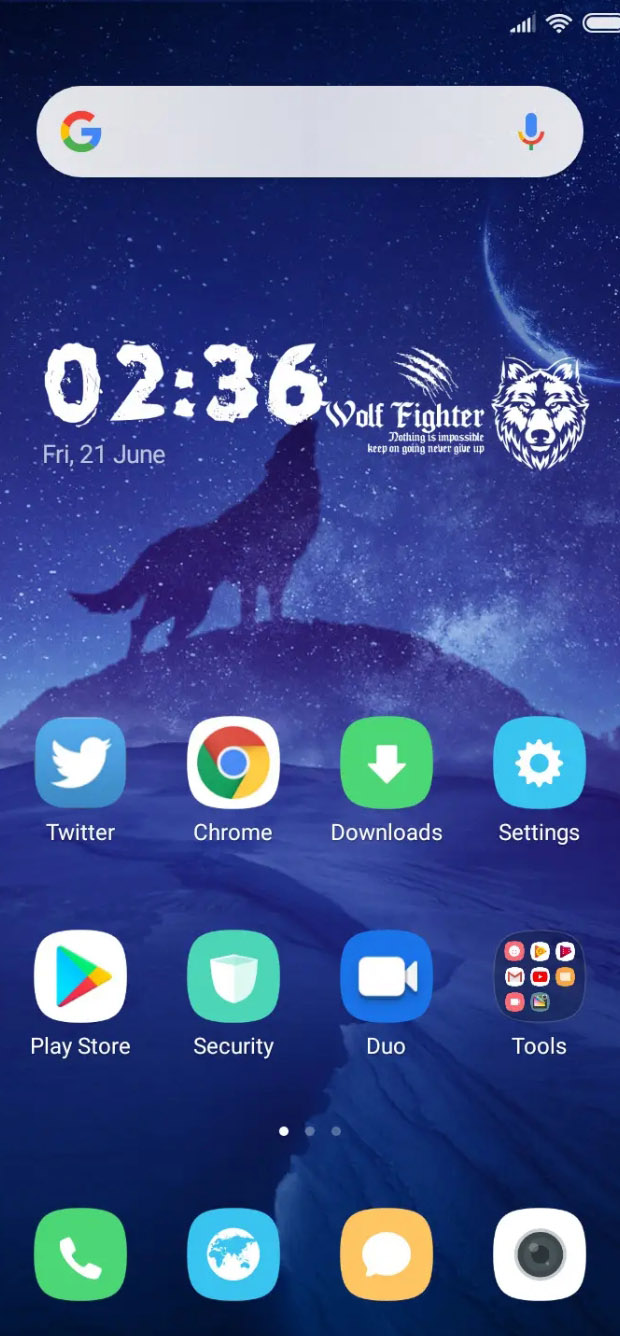 02:36
Fri, 21 June
Wolf Fighter
Nothing is impossible
keep on going never give up
Twitter
Chrome
Downloads
Settings
Play Store
Security
Duo
Tools